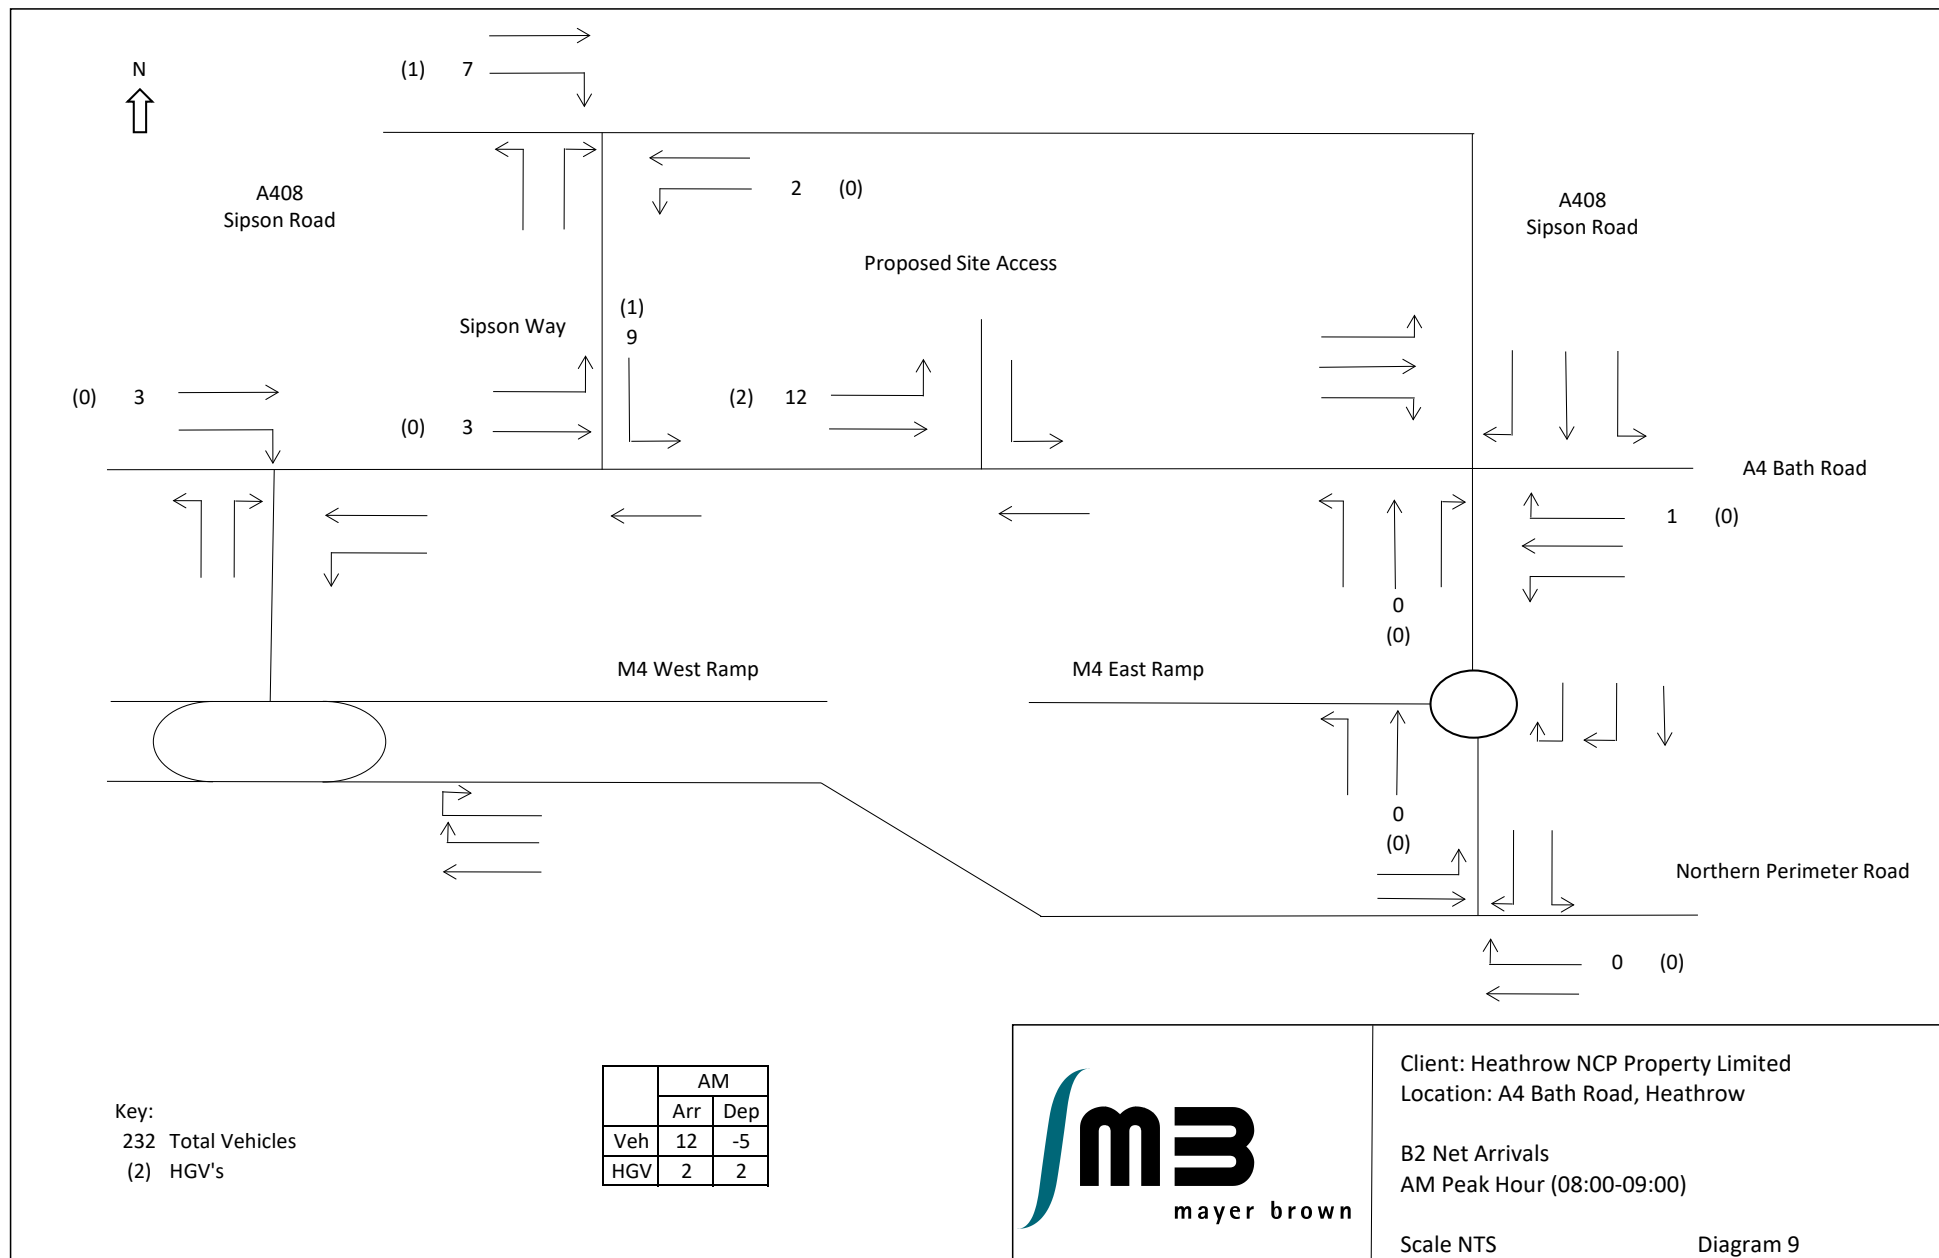 N
(1) 7
A408
Sipson Road
2 (0)
A408
Sipson Road
Proposed Site Access
(1)
Sipson Way
9
(0) 3
(2) 12
(0) 3
A4 Bath Road
1 (0)
0
(0)
M4 West Ramp
M4 East Ramp
0
(0)
Northern Perimeter Road
0 (0)
Key:
232 Total Vehicles
(2) HGV's
AM
Arr Dep
Veh 12 -5
HGV 2 2
mB
mayer brown
Client: Heathrow NCP Property Limited
Location: A4 Bath Road, Heathrow
B2 Net Arrivals
AM Peak Hour (08:00-09:00)
Scale NTS Diagram 9